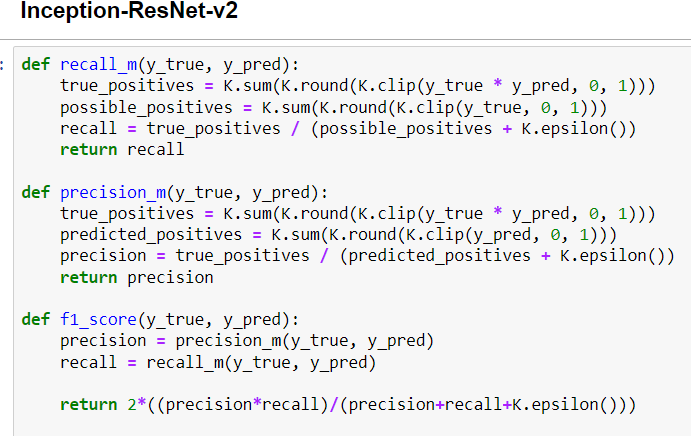 Inception-ResNet-v2
: def recall_m(y_true, y_pred):
    true_positives = K.sum(K.round(K.clip(y_true * y_pred, 0, 1)))
    possible_positives = K.sum(K.round(K.clip(y_true, 0, 1)))
    recall = true_positives / (possible_positives + K.epsilon())
    return recall

def precision_m(y_true, y_pred):
    true_positives = K.sum(K.round(K.clip(y_true * y_pred, 0, 1)))
    predicted_positives = K.sum(K.round(K.clip(y_pred, 0, 1)))
    precision = true_positives / (predicted_positives + K.epsilon())
    return precision

def f1_score(y_true, y_pred):
    precision = precision_m(y_true, y_pred)
    recall = recall_m(y_true, y_pred)

    return 2*((precision*recall)/(precision+recall+K.epsilon()))